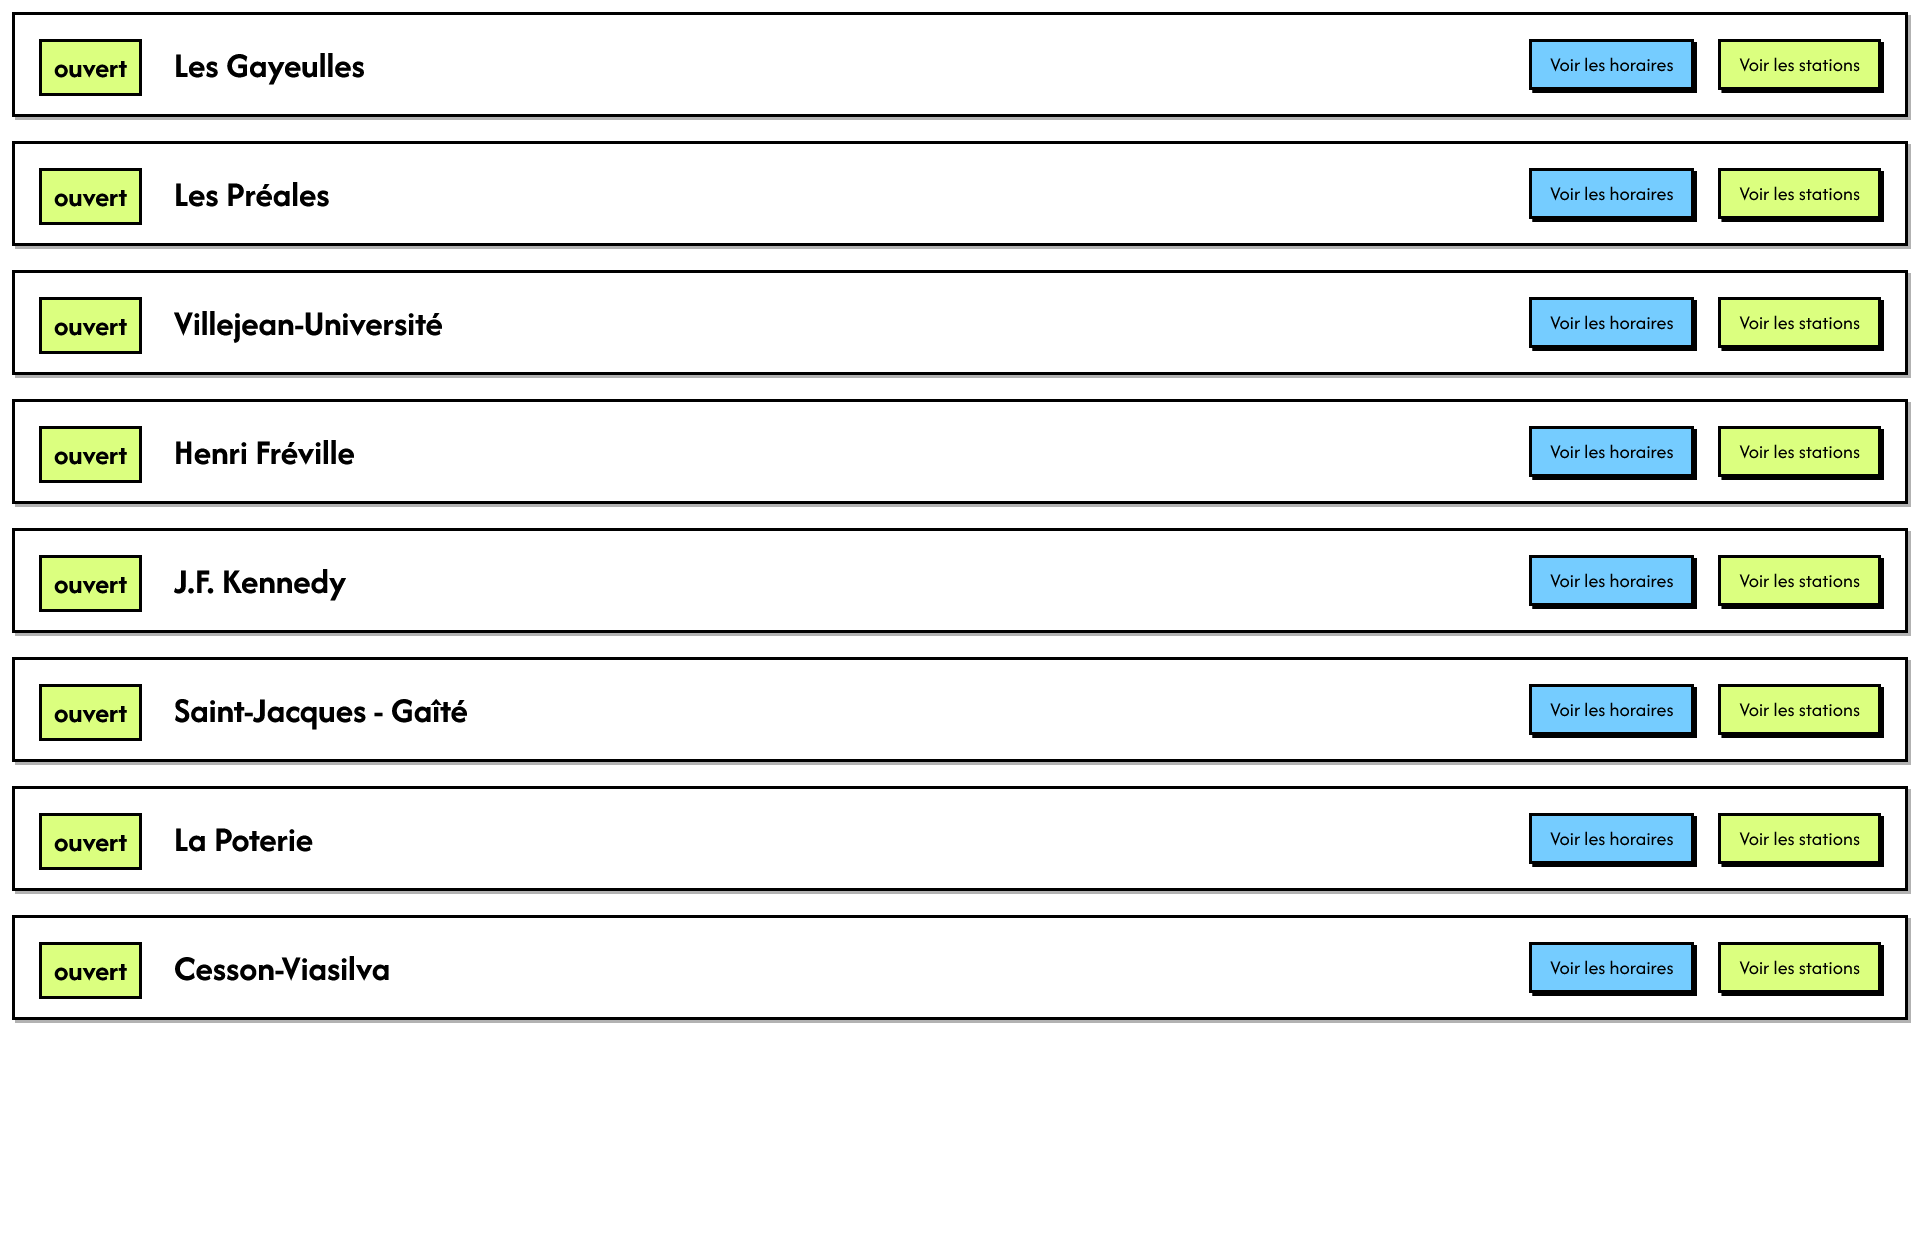 ouvert Les Gayeulles Voir les horaires Voir les stations
ouvert Les Préales Voir les horaires Voir les stations
ouvert Villejean-Université Voir les horaires Voir les stations
ouvert Henri Fréville Voir les horaires Voir les stations
ouvert J.F. Kennedy Voir les horaires Voir les stations
ouvert Saint-Jacques - Gaîté Voir les horaires Voir les stations
ouvert La Poterie Voir les horaires Voir les stations
ouvert Cesson-Viasilva Voir les horaires Voir les stations